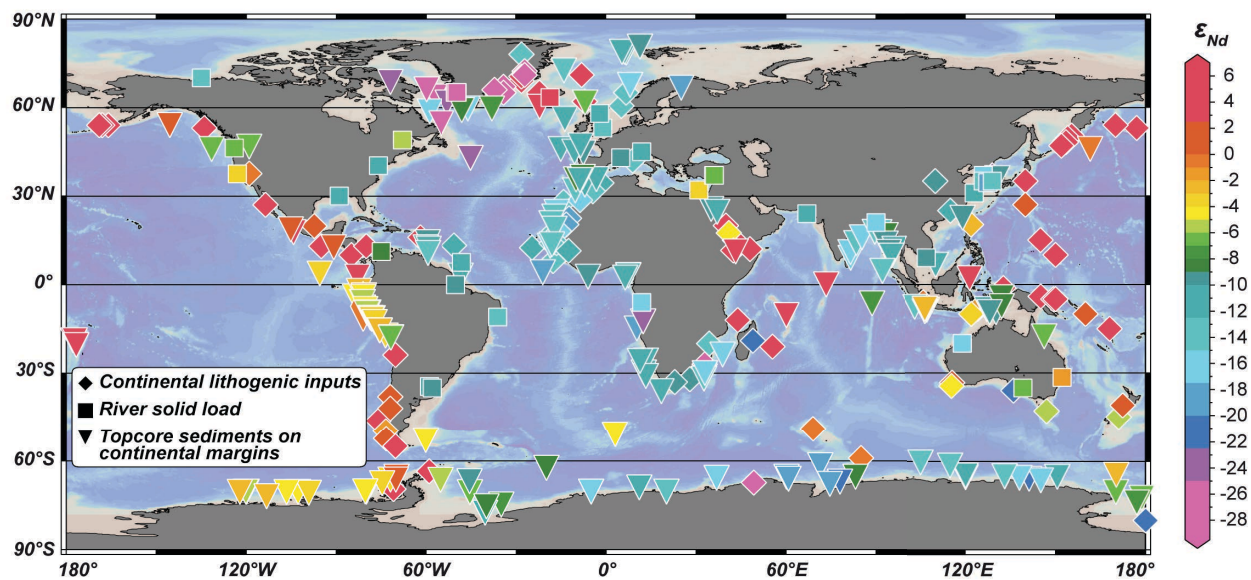 90°N
60°N
30°N
0°
30°S
60°S
90°S
180°
120°W
60°W
0°
60°E
120°E
180°
Continental lithogenic inputs
River solid load
Topcore sediments on
continental margins
εNd
6
4
2
0
-2
-4
-6
-8
-10
-12
-14
-16
-18
-20
-22
-24
-26
-28